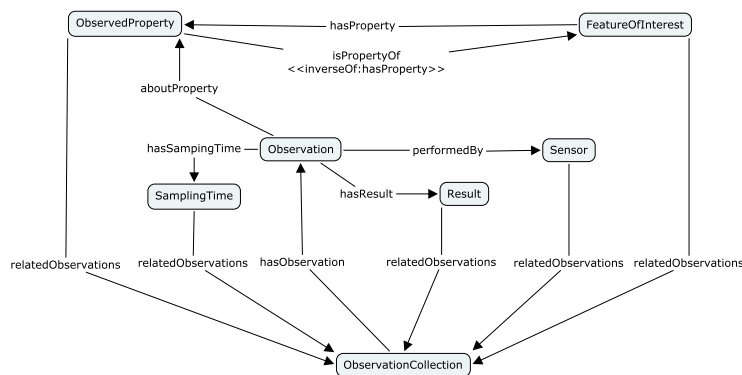 ObservedProperty
hasProperty
FeatureOfInterest
isPropertyOf
<<inverseOf:hasProperty>>
aboutProperty
hasSampingTime
Observation
performedBy
Sensor
SamplingTime
hasResult
Result
relatedObservations
relatedObservations
hasObservation
relatedObservations
relatedObservations
relatedObservations
ObservationCollection